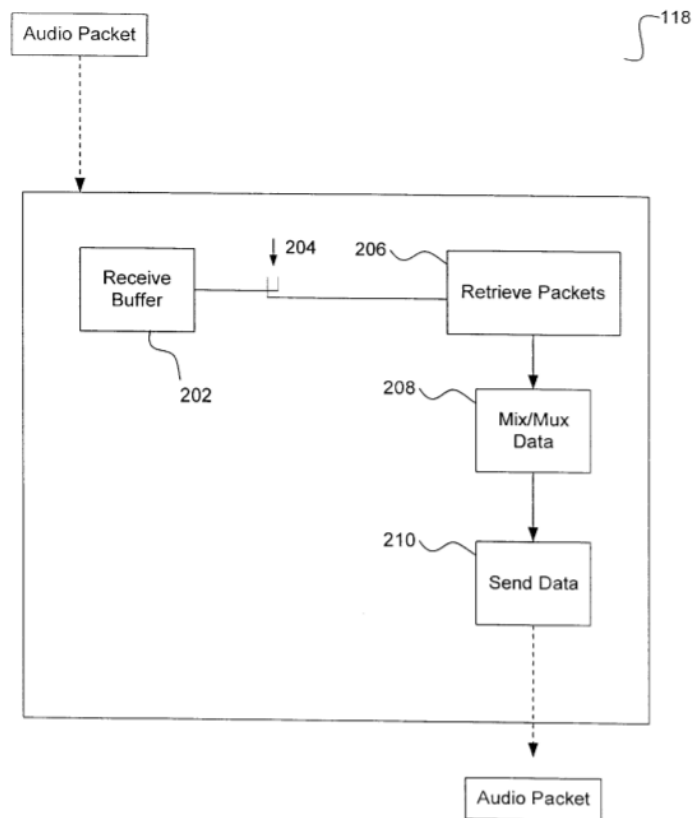 Audio Packet
118
204
206
Receive
Buffer
Retrieve Packets
202
208
Mix/Mux
Data
210
Send Data
Audio Packet